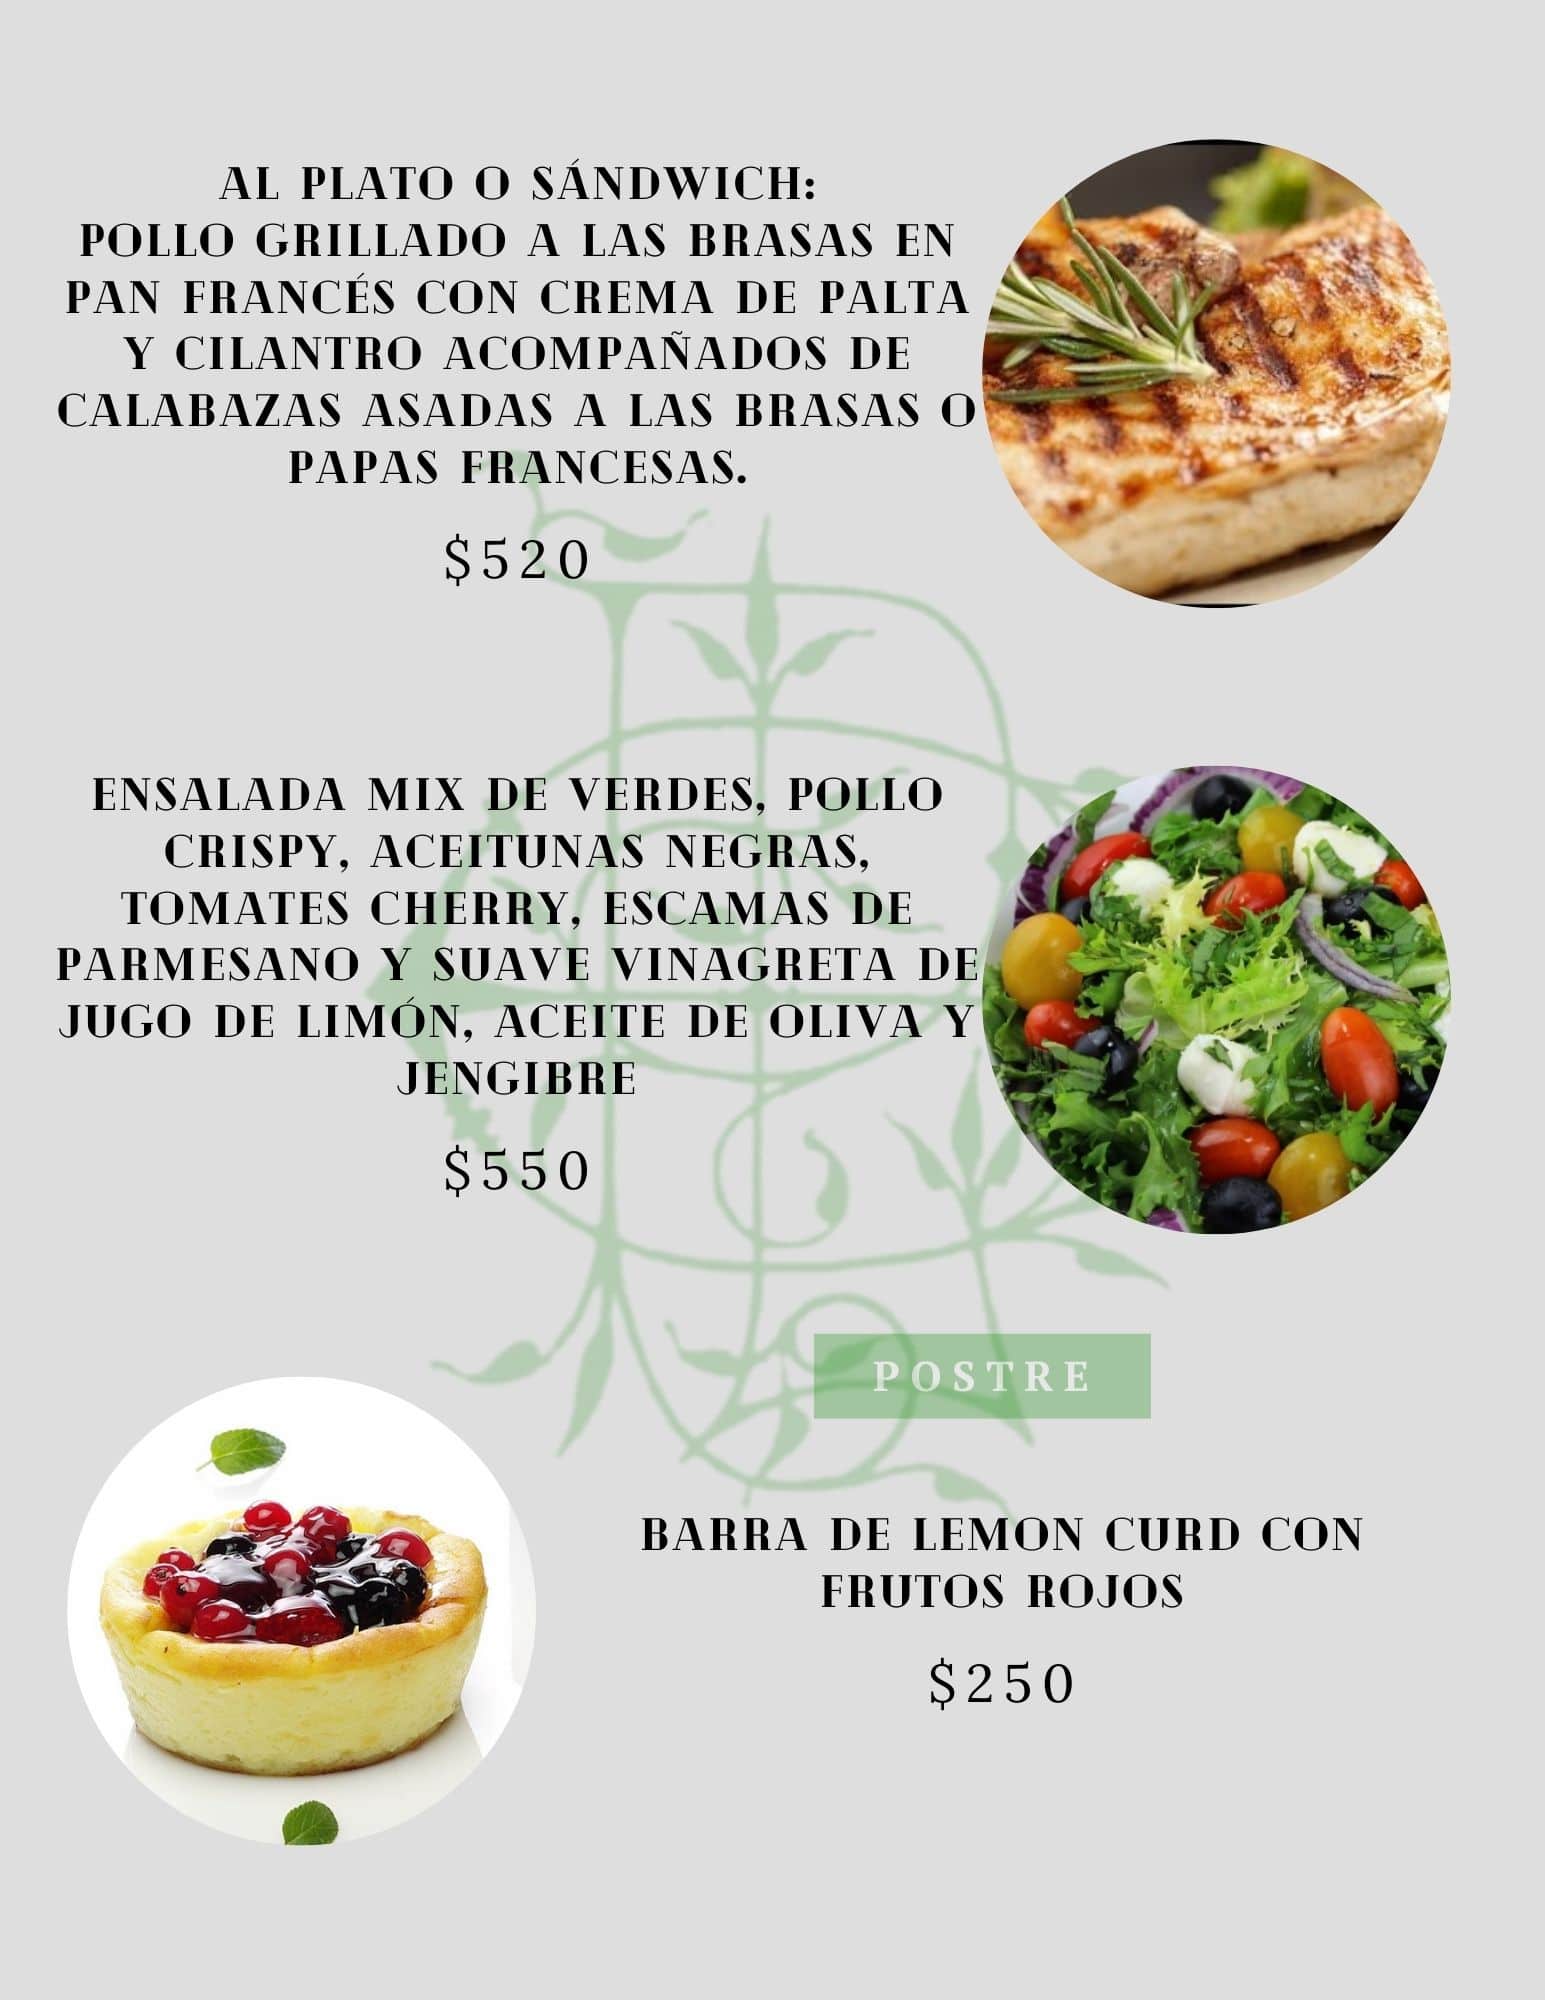 AL PLATO O SÁNDWICH:
POLLO GRILLADO A LAS BRASAS EN
PAN FRANCÉS CON CREMA DE PALTA
Y CILANTRO ACOMPAÑADOS DE
CALABAZAS ASADAS A LAS BRASAS O
PAPAS FRANCESAS.
$520
ENSALADA MIX DE VERDES, POLLO
CRISPY, ACEITUNAS NEGRAS,
TOMATES CHERRY, ESCAMAS DE
PARMESANO Y SUAVE VINAGRETA DE
JUGO DE LIMÓN, ACEITE DE OLIVA Y
JENGIBRE
$550
POSTRE
BARRA DE LEMON CURD CON
FRUTOS ROJOS
$250